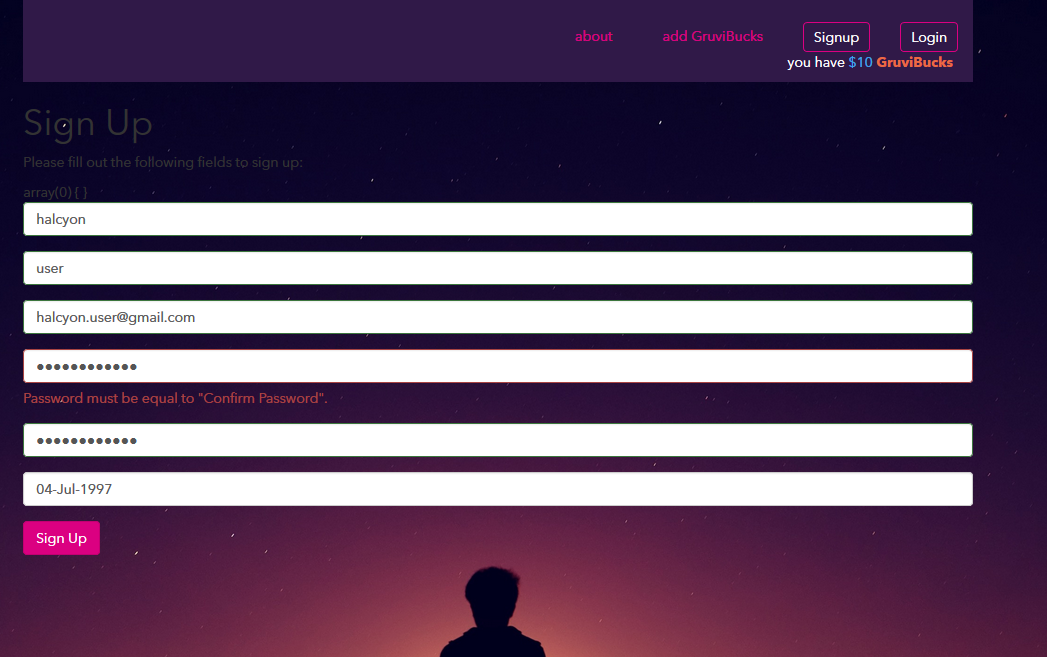 about add GruviBucks Signup Login
you have $10 GruviBucks
Sign Up
Please fill out the following fields to sign up:
array(0) { }
halcyon
user
halcyon.user@gmail.com
●●●●●●●●●●●●
Password must be equal to "Confirm Password".
●●●●●●●●●●●●
04-Jul-1997
Sign Up